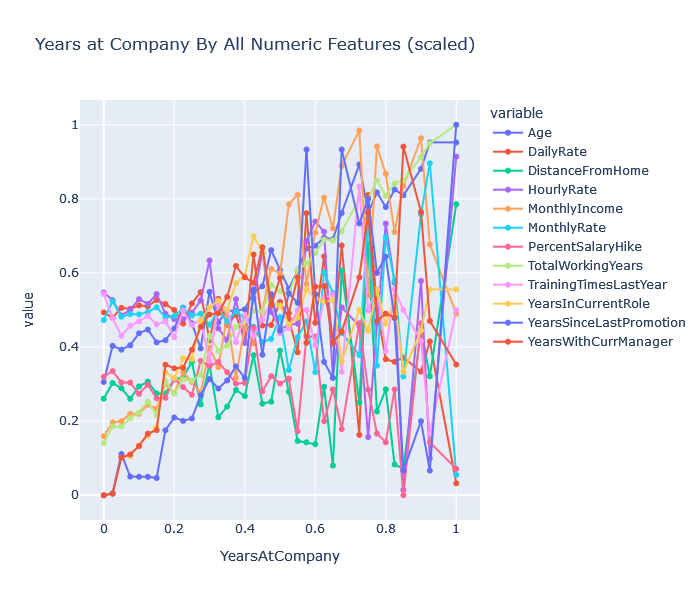 Years at Company By All Numeric Features (scaled)
variable
Age
DailyRate
DistanceFromHome
HourlyRate
MonthlyIncome
MonthlyRate
PercentSalaryHike
TotalWorkingYears
TrainingTimesLastYear
YearsInCurrentRole
YearsSinceLastPromotion
YearsWithCurrManager
value
1
0.8
0.6
0.4
0.2
0
0
0.2
0.4
0.6
0.8
1
YearsAtCompany